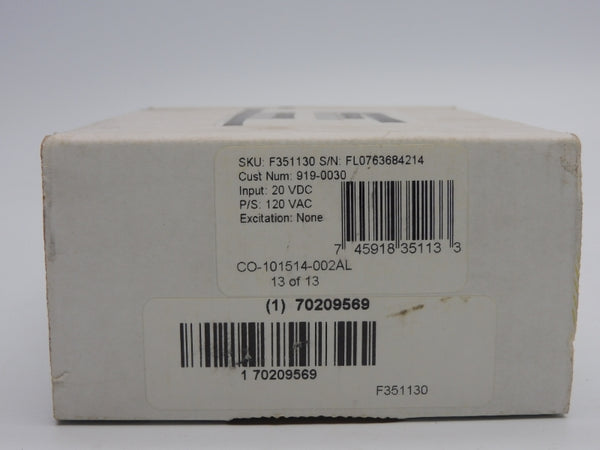 SKU: F351130 S/N: FL0763684214
Cust Num: 919-0030
Input: 20 VDC
P/S: 120 VAC
Excitation: None
7 45918 35113 3
CO-101514-002AL
13 of 13
(1) 70209569
1 70209569
F351130